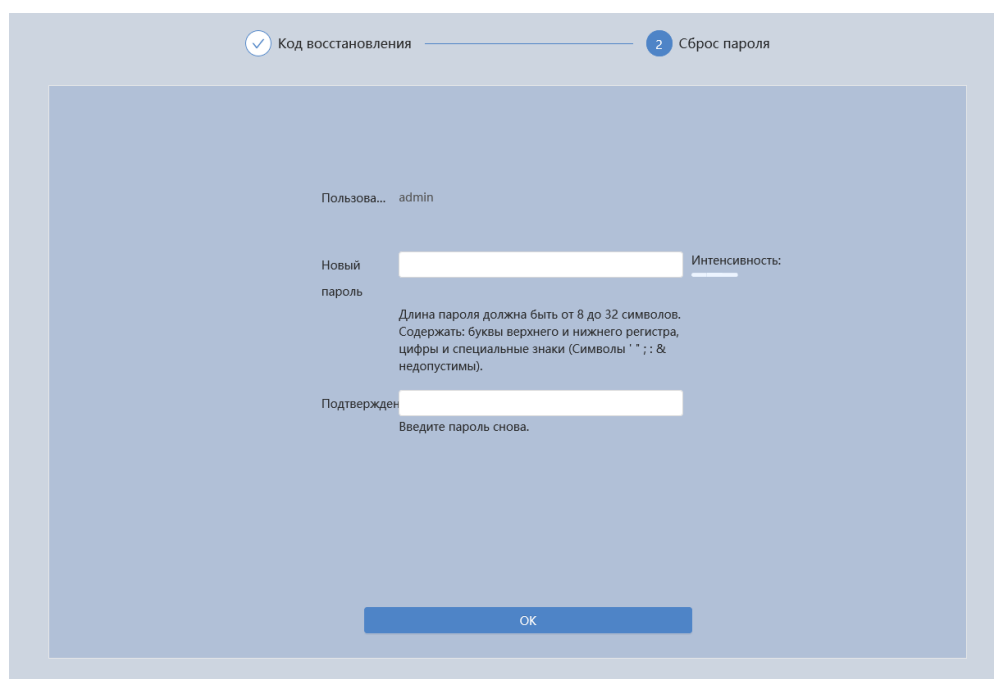 Код восстановления
2 Сброс пароля
Пользова... admin
Новый
пароль
Интенсивность:
Длина пароля должна быть от 8 до 32 символов.
Содержать: буквы верхнего и нижнего регистра,
цифры и специальные знаки (Символы ' " ; : &
недопустимы).
Подтвержден
Введите пароль снова.
OK